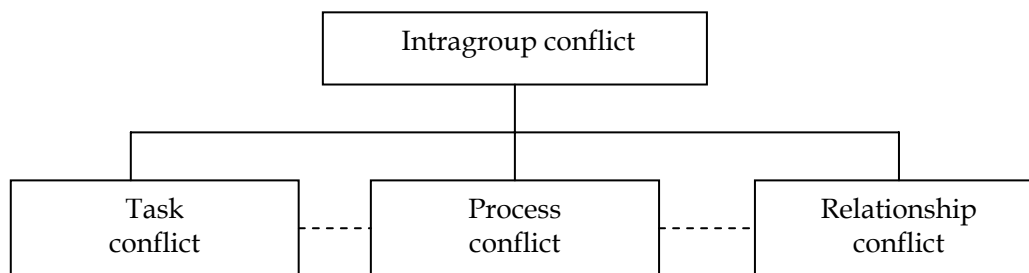 Intragroup conflict
Task
conflict
Process
conflict
Relationship
conflict